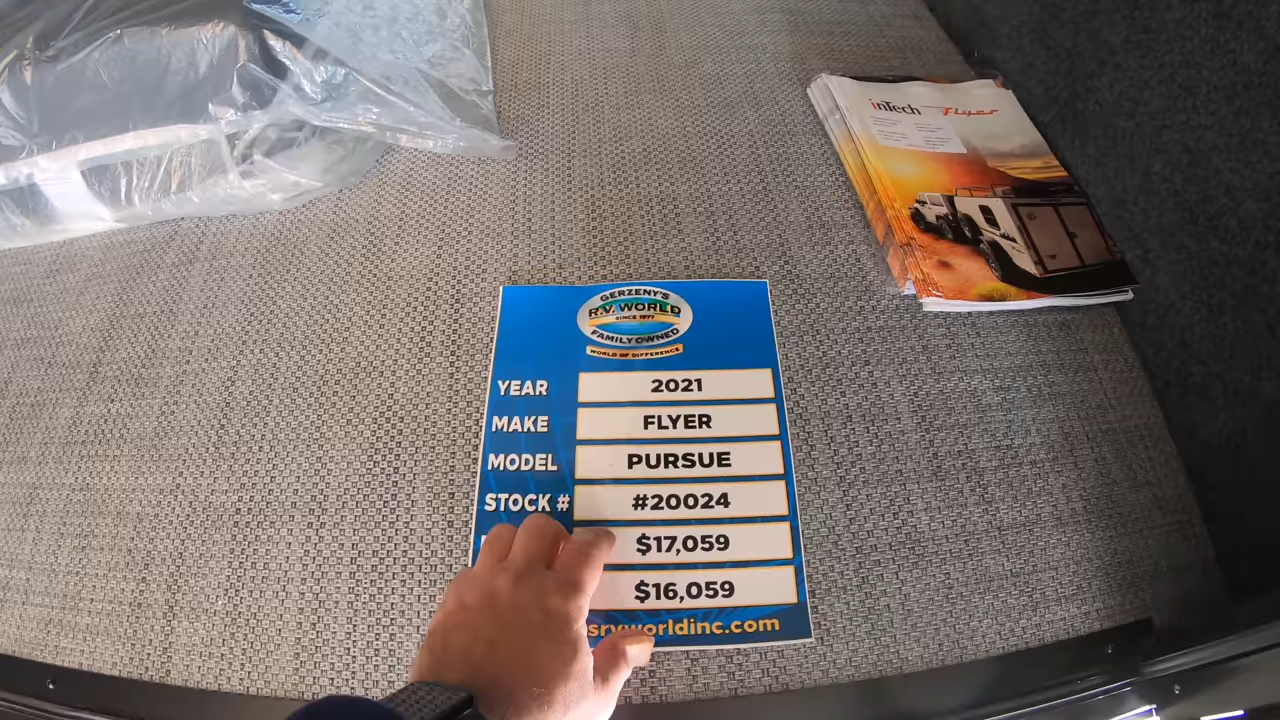 inTech Flyer
GERZENY'S
R.V. WORLD
SINCE 1977
FAMILY OWNED
WORLD OF DIFFERENCE
YEAR 2021
MAKE FLYER
MODEL PURSUE
STOCK # #20024
$17,059
$16,059
srvworldinc.com